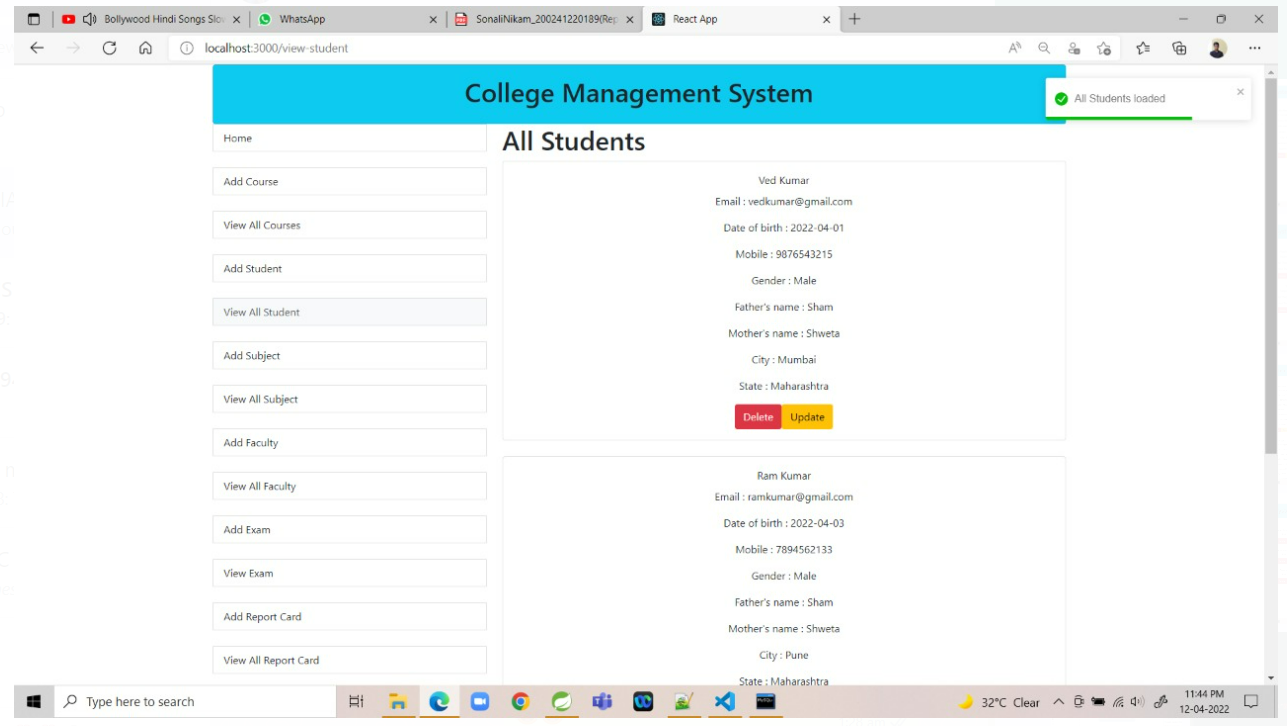 Bollywood Hindi Songs Slov
WhatsApp
SonaliNikam_200241220189(Rep
React App
localhost:3000/view-student
College Management System
All Students loaded
Home
Add Course
View All Courses
Add Student
View All Student
Add Subject
View All Subject
Add Faculty
View All Faculty
Add Exam
View Exam
Add Report Card
View All Report Card
All Students
Ved Kumar
Email : vedkumar@gmail.com
Date of birth : 2022-04-01
Mobile : 9876543215
Gender : Male
Father's name : Sham
Mother's name : Shweta
City : Mumbai
State : Maharashtra
Delete Update
Ram Kumar
Email : ramkumar@gmail.com
Date of birth : 2022-04-03
Mobile : 7894562133
Gender : Male
Father's name : Sham
Mother's name : Shweta
City : Pune
State : Maharashtra
Type here to search
32°C Clear
11:44 PM
12-04-2022